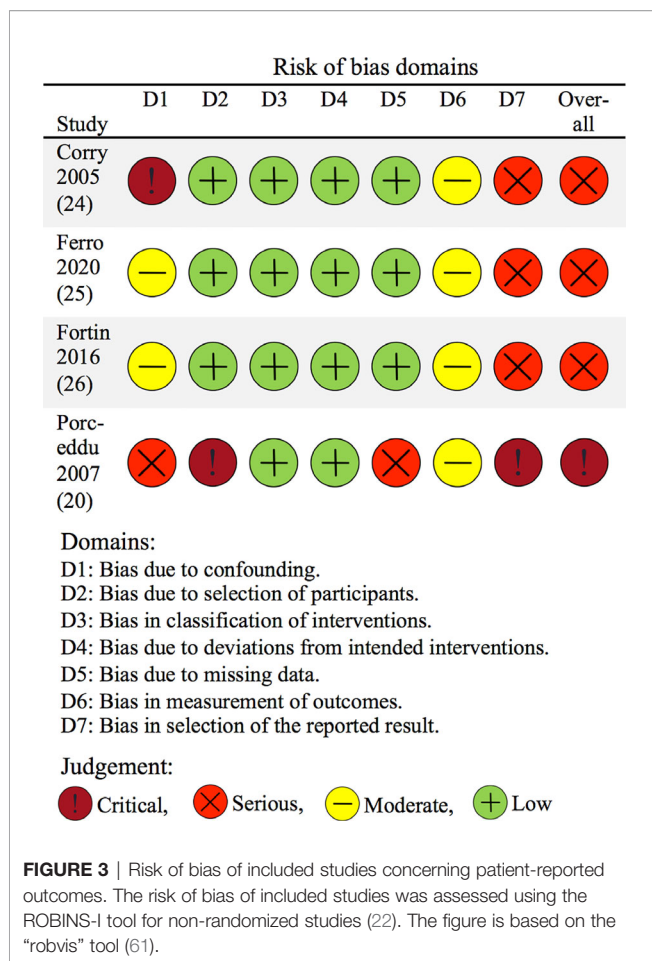 Risk of bias domains
Study D1 D2 D3 D4 D5 D6 D7 Over-
all
Corry
2005
(24)
! + + + + − × ×
Ferro
2020
(25)
− + + + + − × ×
Fortin
2016
(26)
− + + + + − × ×
Porc-
eddu
2007
(20)
× ! + + × − ! !
Domains:
D1: Bias due to confounding.
D2: Bias due to selection of participants.
D3: Bias in classification of interventions.
D4: Bias due to deviations from intended interventions.
D5: Bias due to missing data.
D6: Bias in measurement of outcomes.
D7: Bias in selection of the reported result.
Judgement:
! Critical, × Serious, − Moderate, + Low
FIGURE 3 | Risk of bias of included studies concerning patient-reported
outcomes. The risk of bias of included studies was assessed using the
ROBINS-I tool for non-randomized studies (22). The figure is based on the
“robvis” tool (61).